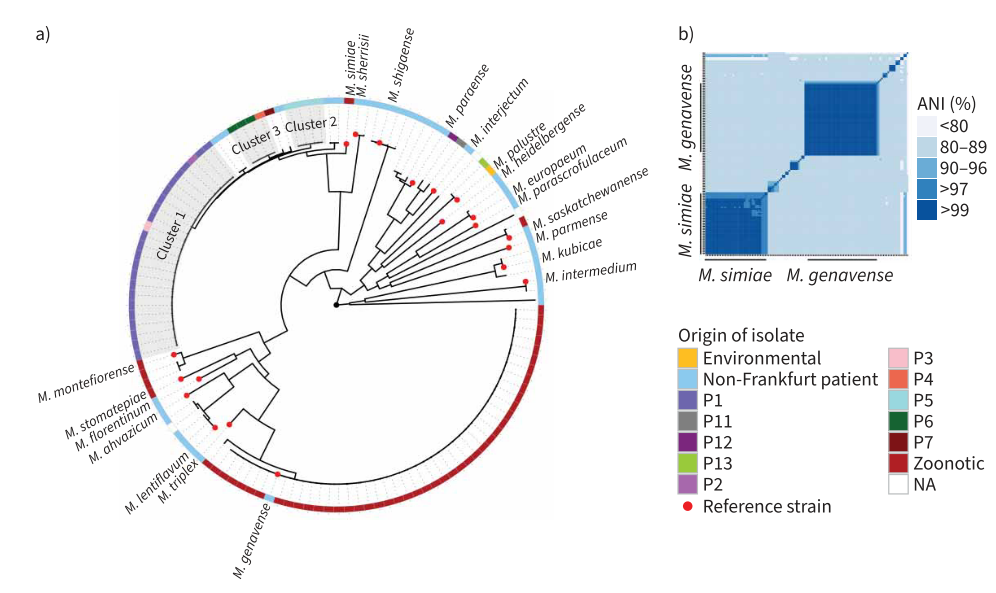 a)
M. simiae
M. sherrisii
M. shigaense
M. paraense
M. interjectum
M. palustre
M. heidelbergense
M. europaeum
M. parascrofulaceum
M. saskatchewanense
M. parmense
M. kubicae
M. intermedium
Cluster 3
Cluster 2
Cluster 1
M. montefiorense
M. stomatepiae
M. florentinum
M. ahvazicum
M. lentiflavum
M. triplex
M. genavense
b)
M. genavense
M. simiae
M. simiae
M. genavense
ANI (%)
<80
80–89
90–96
>97
>99
Origin of isolate
Environmental
Non-Frankfurt patient
P1
P11
P12
P13
P2
Reference strain
P3
P4
P5
P6
P7
Zoonotic
NA